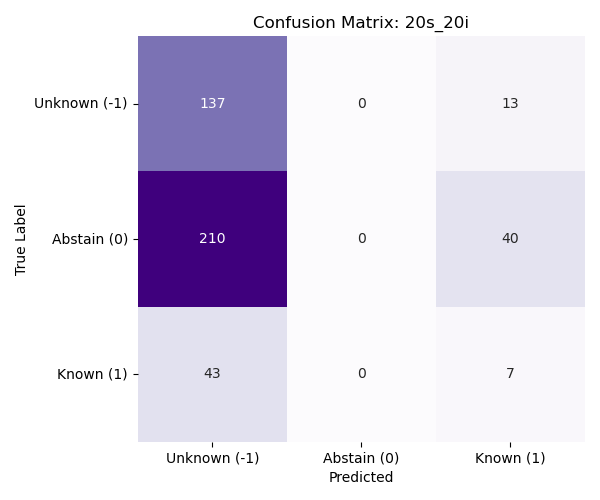 Confusion Matrix: 20s_20i
Unknown (-1) 137 0 13
Abstain (0) 210 0 40
Known (1) 43 0 7
Unknown (-1) Abstain (0) Known (1)
Predicted
True Label